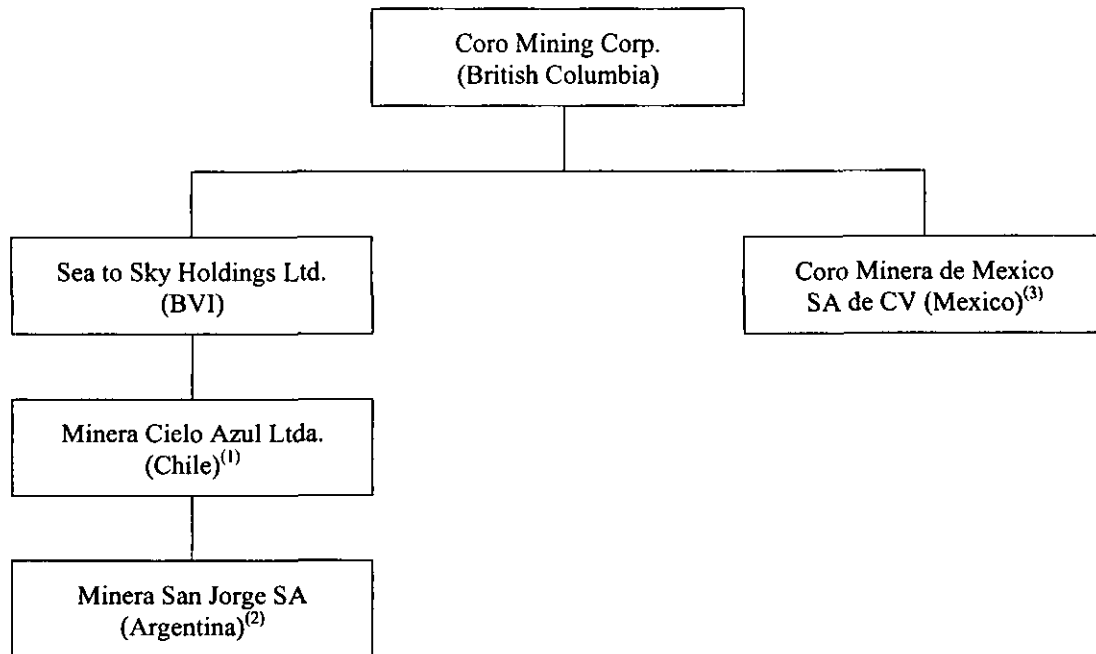 Coro Mining Corp.
(British Columbia)
Sea to Sky Holdings Ltd.
(BVI)
Coro Minera de Mexico
SA de CV (Mexico)(3)
Minera Cielo Azul Ltda.
(Chile)(1)
Minera San Jorge SA
(Argentina)(2)